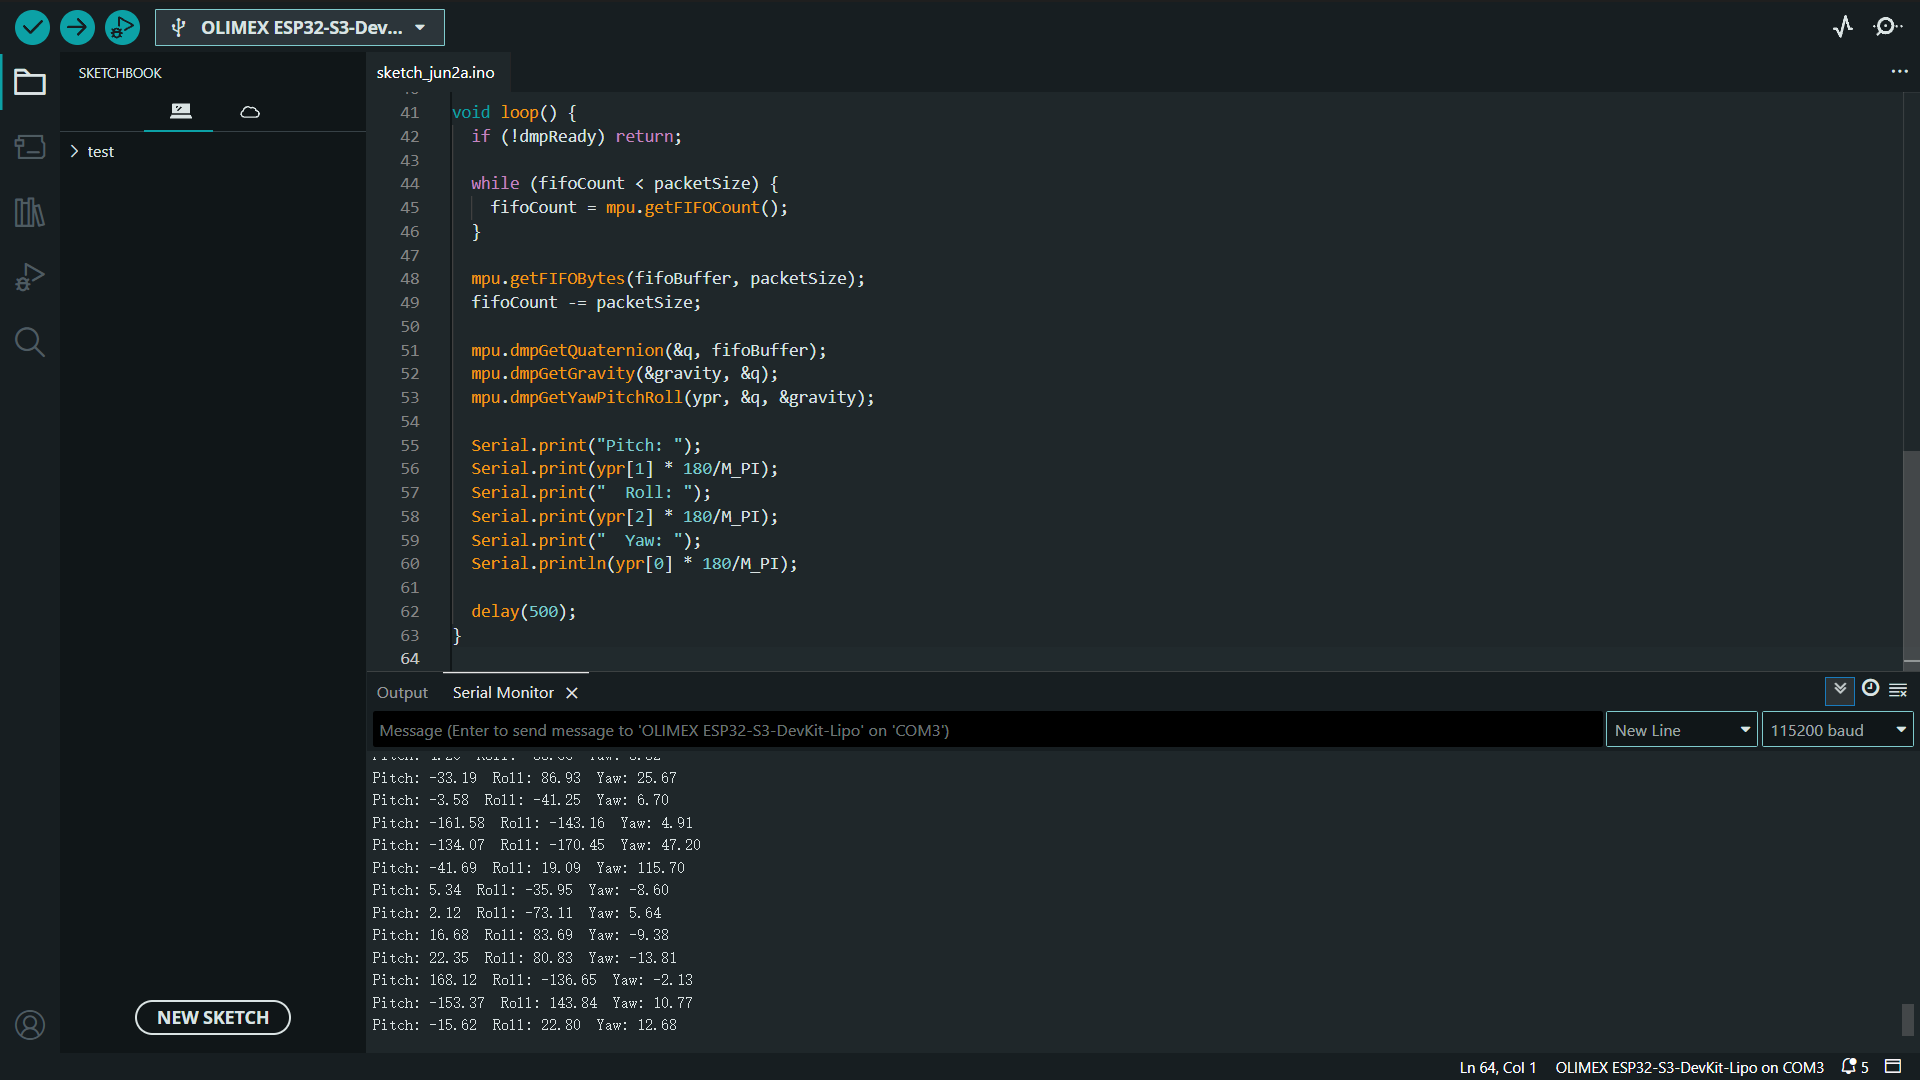 OLIMEX ESP32-S3-Dev...
SKETCHBOOK
test
NEW SKETCH
sketch_jun2a.ino
41 void loop() {
42 if (!dmpReady) return;
43
44 while (fifoCount < packetSize) {
45 fifoCount = mpu.getFIFOCount();
46 }
47
48 mpu.getFIFOBytes(fifoBuffer, packetSize);
49 fifoCount -= packetSize;
50
51 mpu.dmpGetQuaternion(&q, fifoBuffer);
52 mpu.dmpGetGravity(&gravity, &q);
53 mpu.dmpGetYawPitchRoll(ypr, &q, &gravity);
54
55 Serial.print("Pitch: ");
56 Serial.print(ypr[1] * 180/M_PI);
57 Serial.print("  Roll: ");
58 Serial.print(ypr[2] * 180/M_PI);
59 Serial.print("  Yaw: ");
60 Serial.println(ypr[0] * 180/M_PI);
61
62 delay(500);
63 }
64
Output Serial Monitor
Message (Enter to send message to 'OLIMEX ESP32-S3-DevKit-Lipo' on 'COM3')
New Line
115200 baud
Pitch: -33.19  Roll: 86.93  Yaw: 25.67
Pitch: -3.58  Roll: -41.25  Yaw: 6.70
Pitch: -161.58  Roll: -143.16  Yaw: 4.91
Pitch: -134.07  Roll: -170.45  Yaw: 47.20
Pitch: -41.69  Roll: 19.09  Yaw: 115.70
Pitch: 5.34  Roll: -35.95  Yaw: -8.60
Pitch: 2.12  Roll: -73.11  Yaw: 5.64
Pitch: 16.68  Roll: 83.69  Yaw: -9.38
Pitch: 22.35  Roll: 80.83  Yaw: -13.81
Pitch: 168.12  Roll: -136.65  Yaw: -2.13
Pitch: -153.37  Roll: 143.84  Yaw: 10.77
Pitch: -15.62  Roll: 22.80  Yaw: 12.68
Ln 64, Col 1 OLIMEX ESP32-S3-DevKit-Lipo on COM3 5